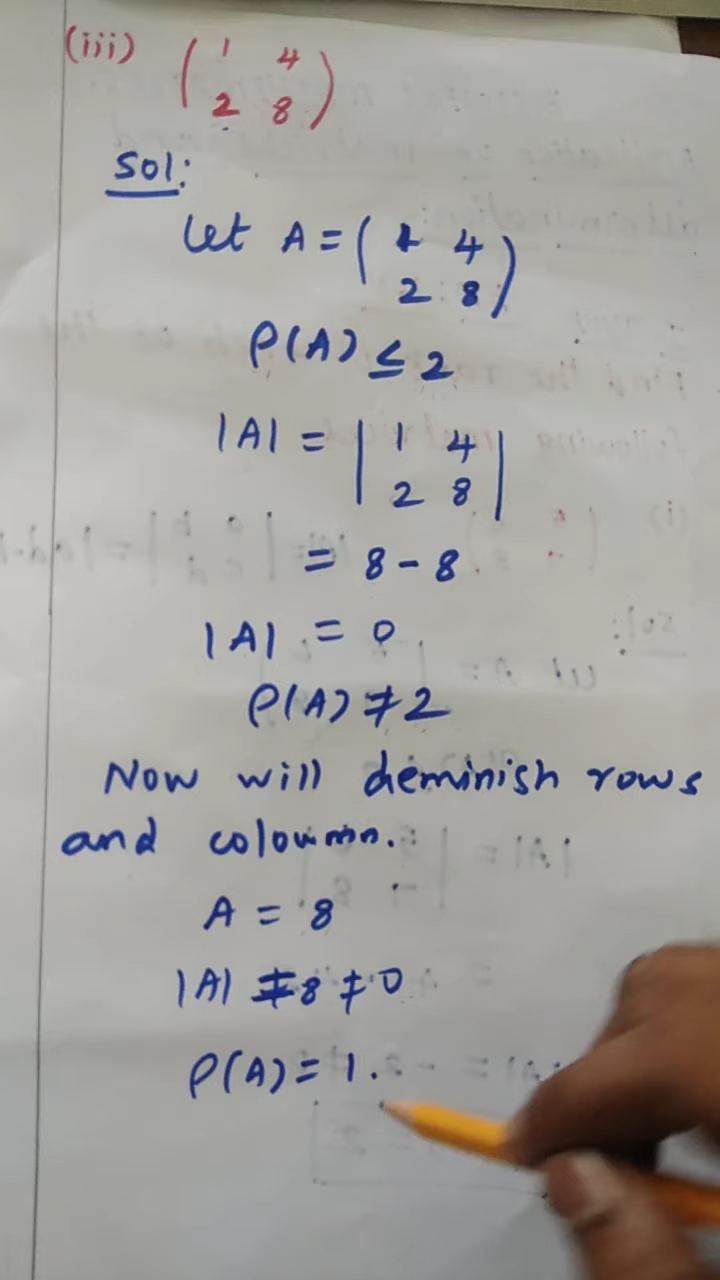 (iii) ( 1 4
2 8 )
Sol:
Let A = ( 1 4
2 8 )
ρ(A) ≤ 2
|A| = | 1 4
2 8 |
= 8 - 8
|A| = 0
ρ(A) ≠ 2
Now will deminish rows
and coloumn.
A = 8
|A| ≠ 8 ≠ 0
ρ(A) = 1.